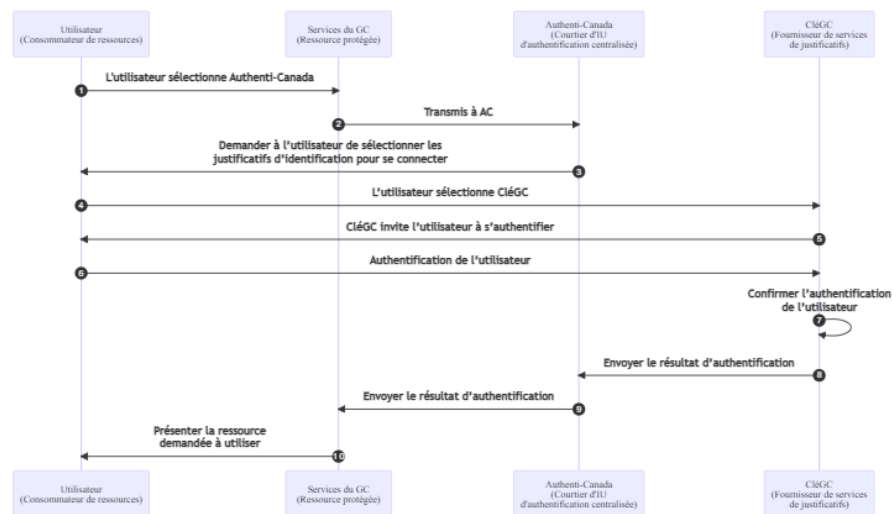 Utilisateur
(Consommateur de ressources)
Services du GC
(Ressource protégée)
Authenti-Canada
(Courtier d'IU
d'authentification centralisée)
CléGC
(Fournisseur de services
de justificatifs)
L'utilisateur sélectionne Authenti-Canada
1
Transmis à AC
2
Demander à l'utilisateur de sélectionner les
justificatifs d'identification pour se connecter
3
L'utilisateur sélectionne CléGC
4
CléGC invite l'utilisateur à s'authentifier
5
Authentification de l'utilisateur
6
Confirmer l'authentification
de l'utilisateur
7
Envoyer le résultat d'authentification
8
Envoyer le résultat d'authentification
9
Présenter la ressource
demandée à utiliser
10
Utilisateur
(Consommateur de ressources)
Services du GC
(Ressource protégée)
Authenti-Canada
(Courtier d'IU
d'authentification centralisée)
CléGC
(Fournisseur de services
de justificatifs)